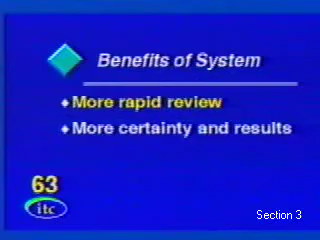 Benefits of System
More rapid review
More certainty and results
63
itc
Section 3